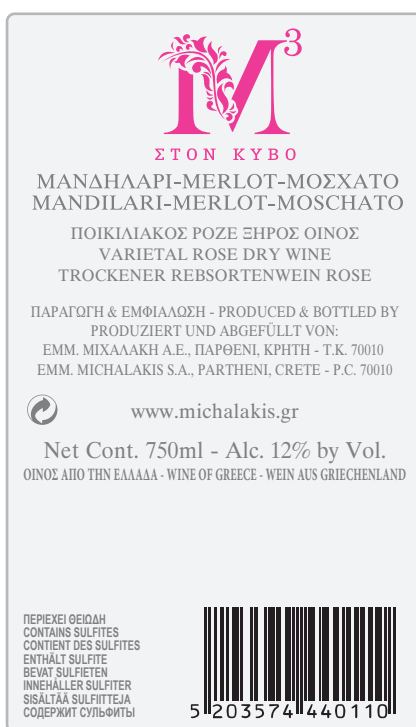 M³
ΣΤΟΝ ΚΥΒΟ
ΜΑΝΔΗΛΑΡΙ-MERLOT-ΜΟΣΧΑΤΟ
MANDILARI-MERLOT-MOSCHATO
ΠΟΙΚΙΛΙΑΚΟΣ ΡΟΖΕ ΞΗΡΟΣ ΟΙΝΟΣ
VARIETAL ROSE DRY WINE
TROCKENER REBSORTENWEIN ROSE
ΠΑΡΑΓΩΓΗ & ΕΜΦΙΑΛΩΣΗ - PRODUCED & BOTTLED BY
PRODUZIERT UND ABGEFÜLLT VON:
ΕΜΜ. ΜΙΧΑΛΑΚΗ Α.Ε., ΠΑΡΘΕΝΙ, ΚΡΗΤΗ - Τ.Κ. 70010
EMM. MICHALAKIS S.A., PARTHENI, CRETE - P.C. 70010
www.michalakis.gr
Net Cont. 750ml - Alc. 12% by Vol.
ΟΙΝΟΣ ΑΠΟ ΤΗΝ ΕΛΛΑΔΑ - WINE OF GREECE - WEIN AUS GRIECHENLAND
ΠΕΡΙΕΧΕΙ ΘΕΙΩΔΗ
CONTAINS SULFITES
CONTIENT DES SULFITES
ENTHÄLT SULFITE
BEVAT SULFIETEN
INNEHÅLLER SULFITER
SISÄLTÄÄ SULFIITTEJA
СОДЕРЖИТ СУЛЬФИТЫ
5 203574 440110